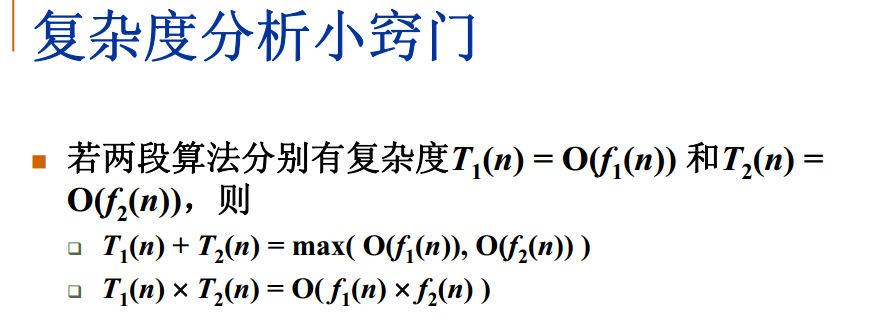 复杂度分析小窍门
若两段算法分别有复杂度T₁(n) = O(f₁(n)) 和T₂(n) =
O(f₂(n))，则
T₁(n) + T₂(n) = max( O(f₁(n)), O(f₂(n)) )
T₁(n) × T₂(n) = O( f₁(n) × f₂(n) )